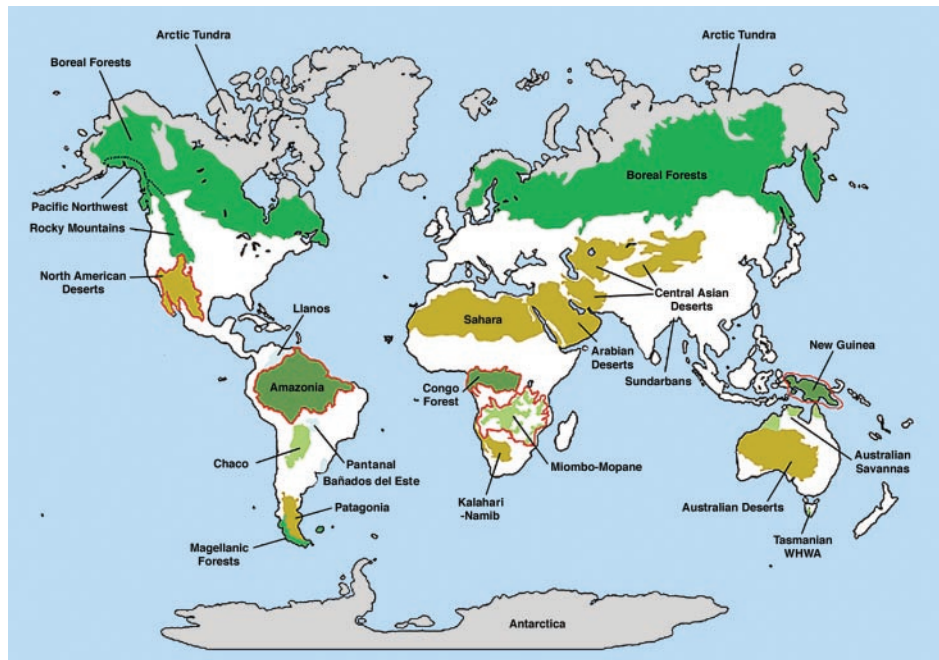 Arctic Tundra
Arctic Tundra
Boreal Forests
Boreal Forests
Pacific Northwest
Rocky Mountains
North American
Deserts
Central Asian
Deserts
Llanos
Sahara
New Guinea
Arabian
Deserts
Sundarbans
Amazonia
Congo
Forest
Chaco
Pantanal
Bañados del Este
Miombo-Mopane
Australian
Savannas
Kalahari
-Namib
Patagonia
Australian Deserts
Magellanic
Forests
Tasmanian
WHWA
Antarctica